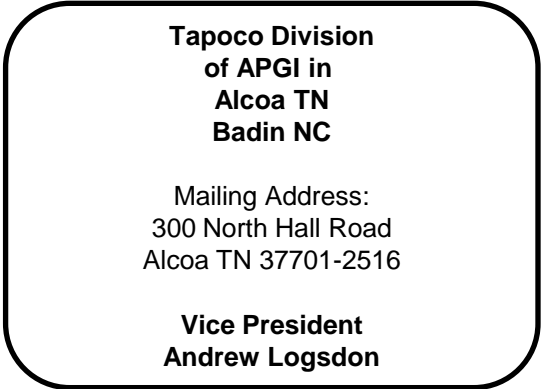 Tapoco Division
of APGI in
Alcoa TN
Badin NC
Mailing Address:
300 North Hall Road
Alcoa TN 37701-2516
Vice President
Andrew Logsdon